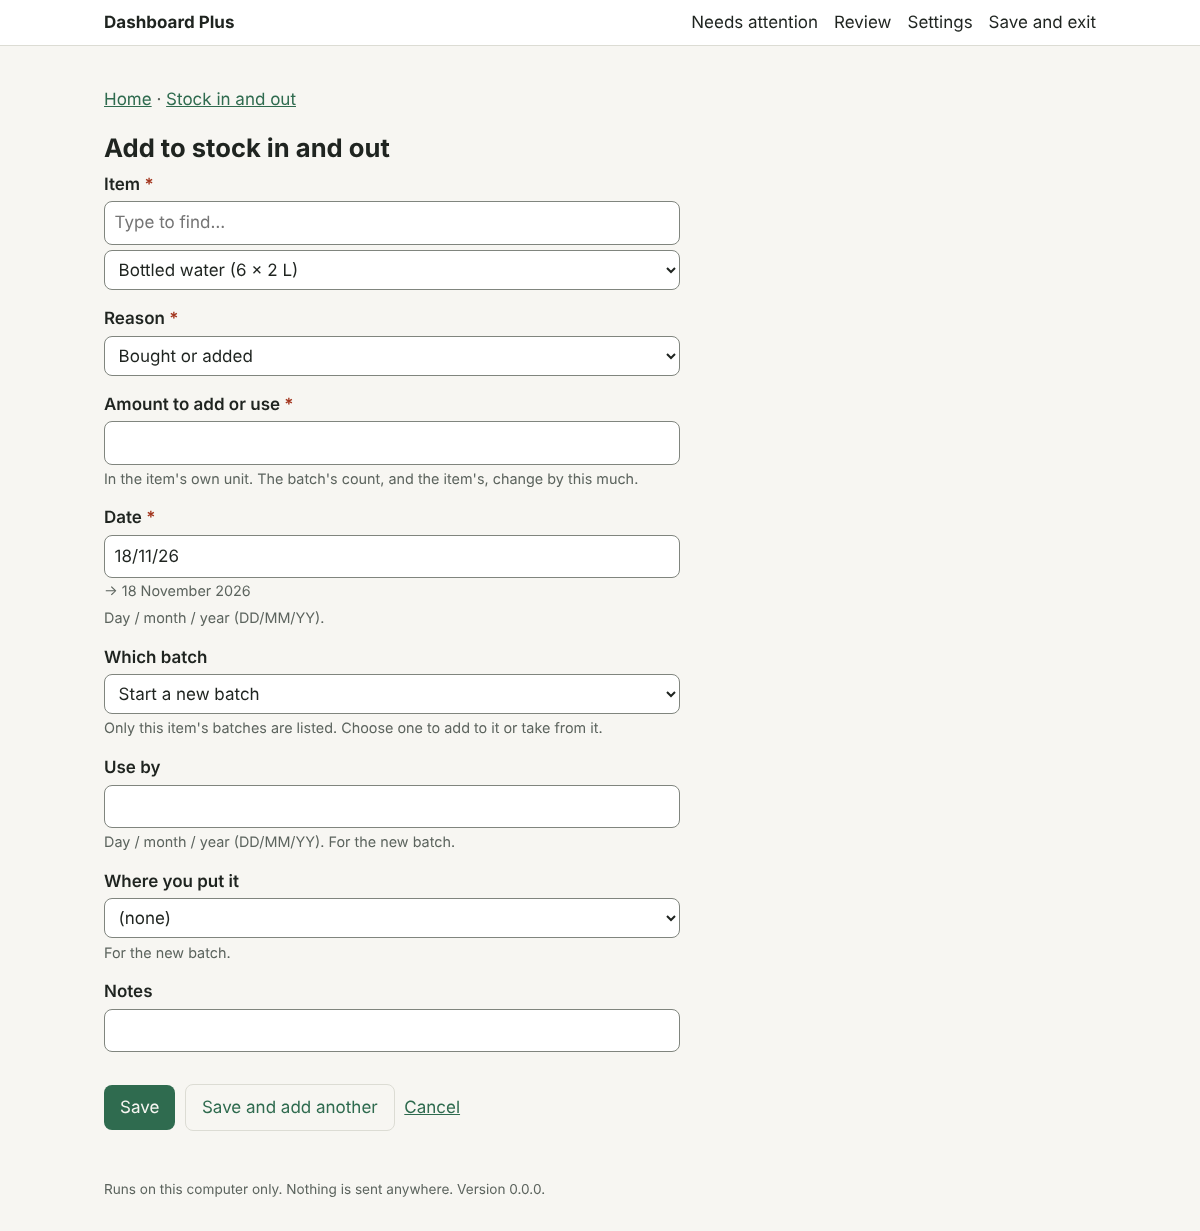 Dashboard Plus
Needs attention Review Settings Save and exit
Home · Stock in and out
Add to stock in and out
Item *
Type to find...
Bottled water (6 × 2 L)
Reason *
Bought or added
Amount to add or use *
In the item's own unit. The batch's count, and the item's, change by this much.
Date *
18/11/26
→ 18 November 2026
Day / month / year (DD/MM/YY).
Which batch
Start a new batch
Only this item's batches are listed. Choose one to add to it or take from it.
Use by
Day / month / year (DD/MM/YY). For the new batch.
Where you put it
(none)
For the new batch.
Notes
Save Save and add another Cancel
Runs on this computer only. Nothing is sent anywhere. Version 0.0.0.